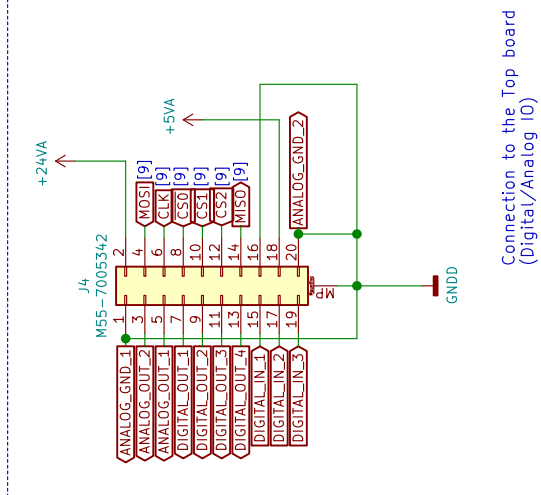 Connection to the Top board
(Digital/Analog IO)
+24VA
+5VA
MOSI [9]
CLK [9]
CS0 [9]
CS1 [9]
CS2 [9]
MISO [9]
ANALOG_GND_2
J4
M55-7005342
2
4
6
8
10
12
14
16
18
20
1
3
5
7
9
11
13
15
17
19
MP
GNDD
ANALOG_GND_1
ANALOG_OUT_2
ANALOG_OUT_1
DIGITAL_OUT_1
DIGITAL_OUT_2
DIGITAL_OUT_3
DIGITAL_OUT_4
DIGITAL_IN_1
DIGITAL_IN_2
DIGITAL_IN_3